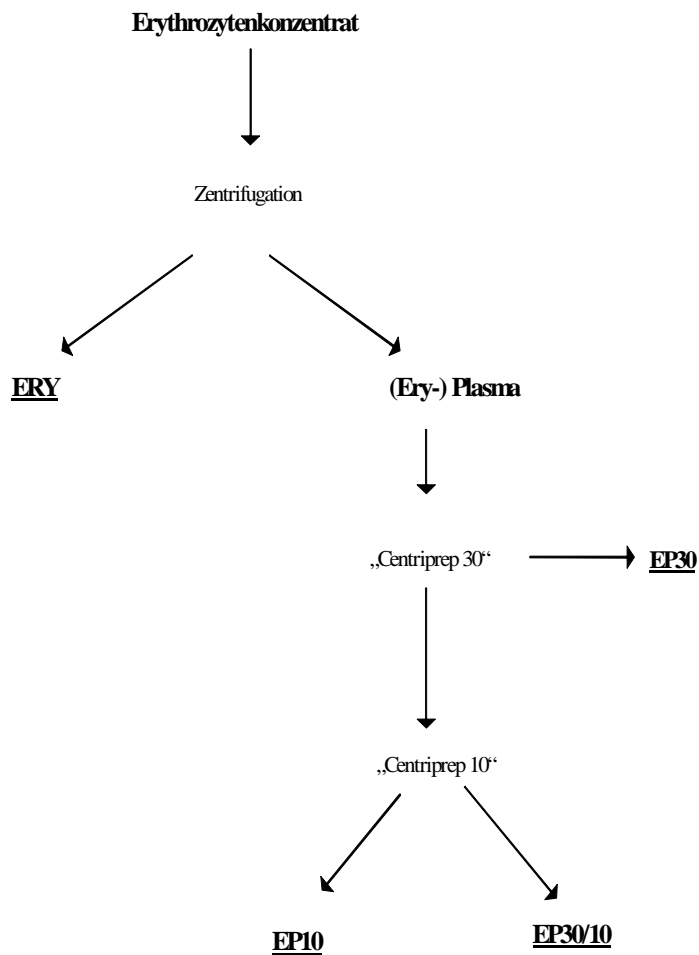 Erythrozytenkonzentrat
Zentrifugation
ERY
(Ery-) Plasma
„Centriprep 30“
EP30
„Centriprep 10“
EP10
EP30/10